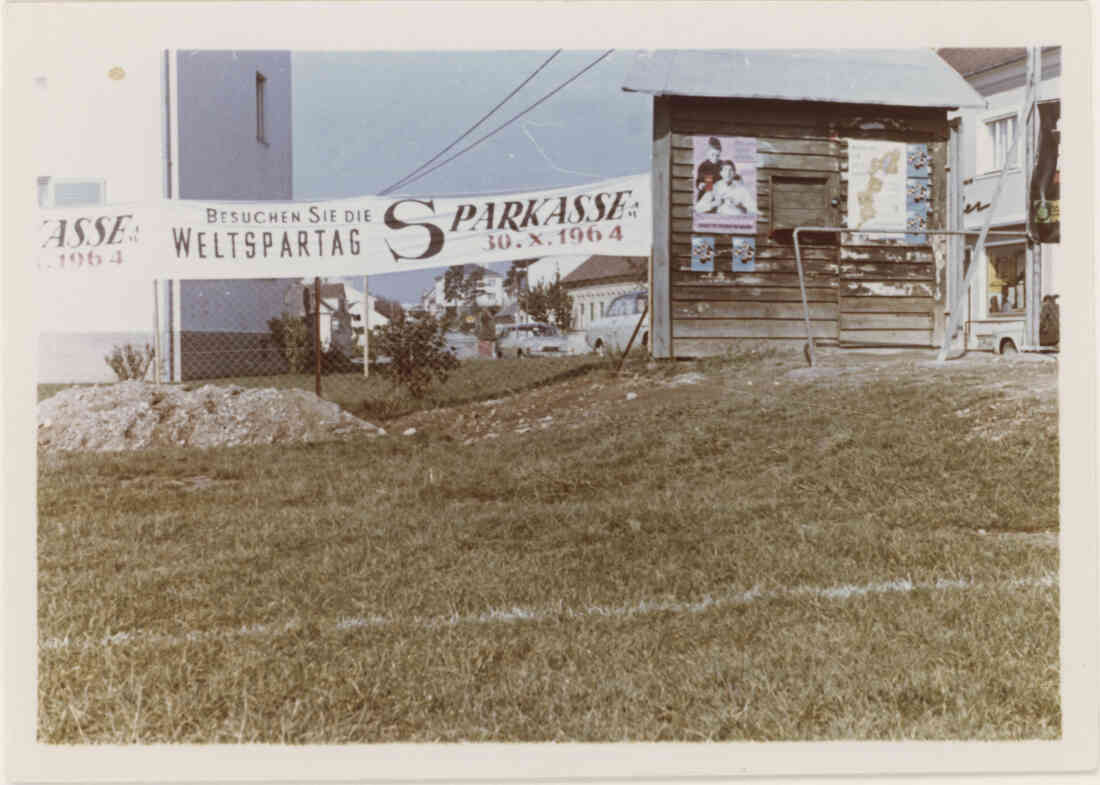 ASSE
.1964
BESUCHEN SIE DIE
WELTSPARTAG
SPARKASSE
30.X.1964